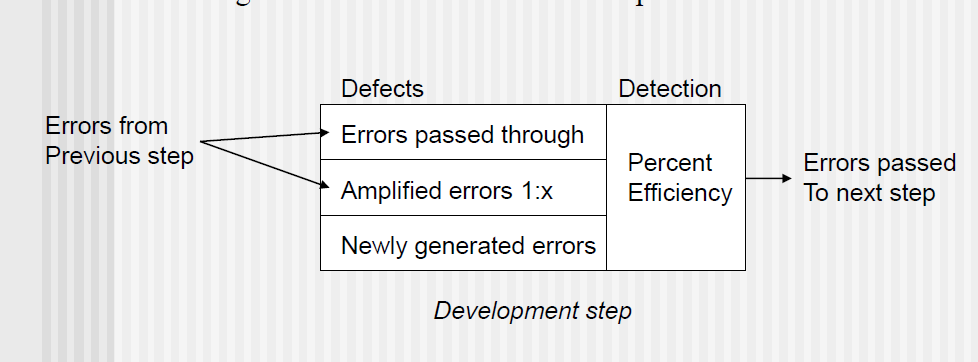 Defects
Detection
Errors from
Previous step
Errors passed through
Amplified errors 1:x
Newly generated errors
Percent
Efficiency
Errors passed
To next step
Development step